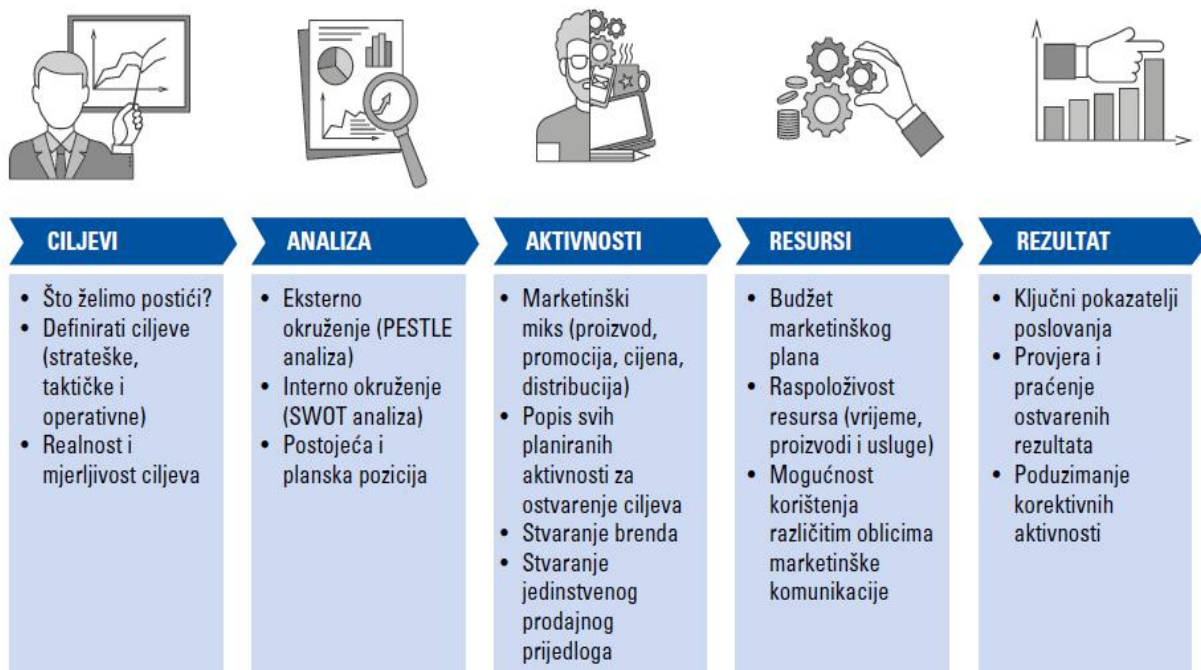 CILJEVI
• Što želimo postići?
• Definirati ciljeve
(strateške,
taktičke i
operativne)
• Realnost i
mjerljivost ciljeva
ANALIZA
• Eksterno
okruženje (PESTLE
analiza)
• Interno okruženje
(SWOT analiza)
• Postojeća i
planska pozicija
AKTIVNOSTI
• Marketinški
miks (proizvod,
promocija, cijena,
distribucija)
• Popis svih
planiranih
aktivnosti za
ostvarenje ciljeva
• Stvaranje brenda
• Stvaranje
jedinstvenog
prodajnog
prijedloga
RESURSI
• Budžet
marketinškog
plana
• Raspoloživost
resursa (vrijeme,
proizvodi i usluge)
• Mogućnost
korištenja
različitim oblicima
marketinške
komunikacije
REZULTAT
• Ključni pokazatelji
poslovanja
• Provjera i
praćenje
ostvarenih
rezultata
• Poduzimanje
korektivnih
aktivnosti